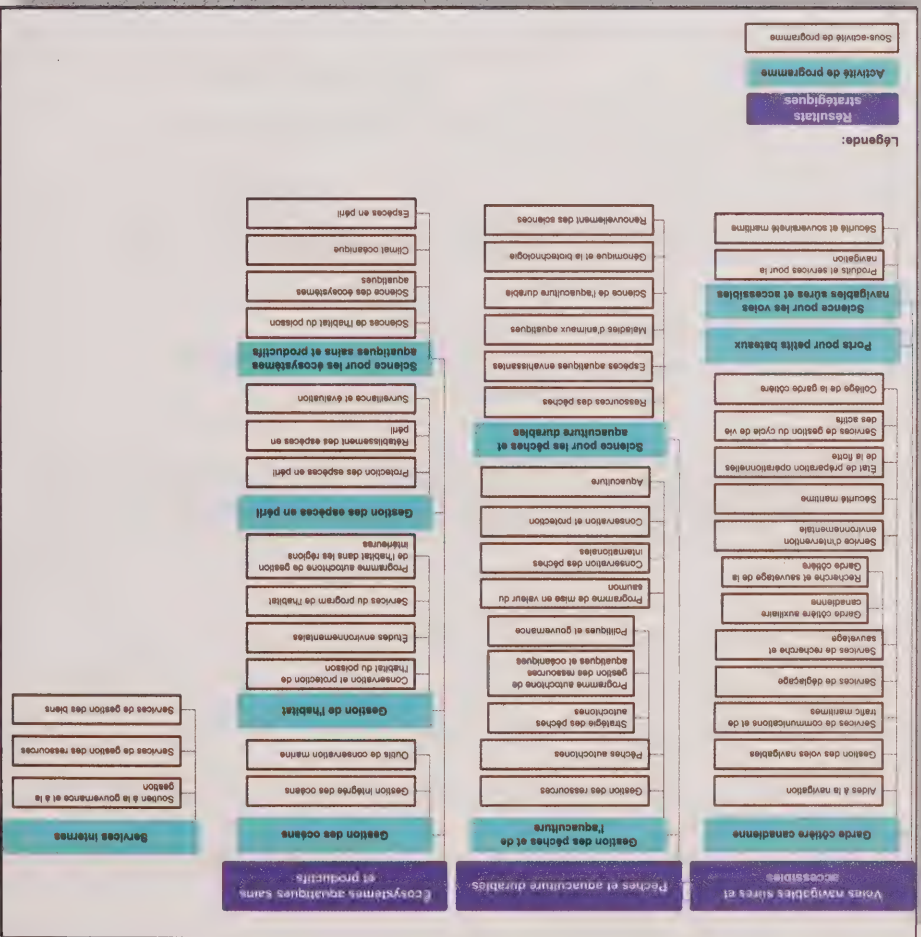 Voies navigables sûres et
accessibles
Garde côtière canadienne
Aides à la navigation
Gestion des voies navigables
Services de communications et de
trafic maritimes
Services de déglaçage
Services de recherche et
sauvetage
Garde côtière auxiliaire
canadienne
Recherche et sauvetage de la
Garde côtière
Service d'intervention
environnementale
Sécurité maritime
État de préparation opérationnelles
de la flotte
Services de gestion du cycle de vie
des actifs
Collège de la garde côtière
Ports pour petits bateaux
Science pour les voies
navigables sûres et accessibles
Produits et services pour la
navigation
Sécurité et souveraineté maritime
Pêches et aquaculture durables
Gestion des pêches et de
l'aquaculture
Gestion des ressources
Pêches autochtones
Stratégie des pêches
autochtones
Programme autochtone de
gestion des ressources
aquatiques et océaniques
Politiques et gouvernance
Programme de mise en valeur du
saumon
Conservation des pêches
internationales
Conservation et protection
Aquaculture
Science pour les pêches et
aquaculture durables
Ressources des pêches
Espèces aquatiques envahissantes
Maladies d'animaux aquatiques
Science de l'aquaculture durable
Génomique et la biotechnologie
Renouvellement des sciences
Écosystèmes aquatiques sains
et productifs
Gestion des océans
Gestion intégrée des océans
Outils de conservation marine
Gestion de l'habitat
Conservation et protection de
l'habitat du poisson
Études environnementales
Services du program de l'habitat
Programme autochtone de gestion
de l'habitat dans les régions
intérieures
Gestion des espèces en péril
Protection des espèces en péril
Rétablissement des espèces en
péril
Surveillance et évaluation
Science pour les écosystèmes
aquatiques sains et productifs
Sciences de l'habitat du poisson
Science des écosystèmes
aquatiques
Climat océanique
Espèces en péril
Services internes
Soutien à la gouvernance et à la
gestion
Services de gestion des ressources
Services de gestion des biens
Légende:
Résultats
stratégiques
Activité de programme
Sous-activité de programme